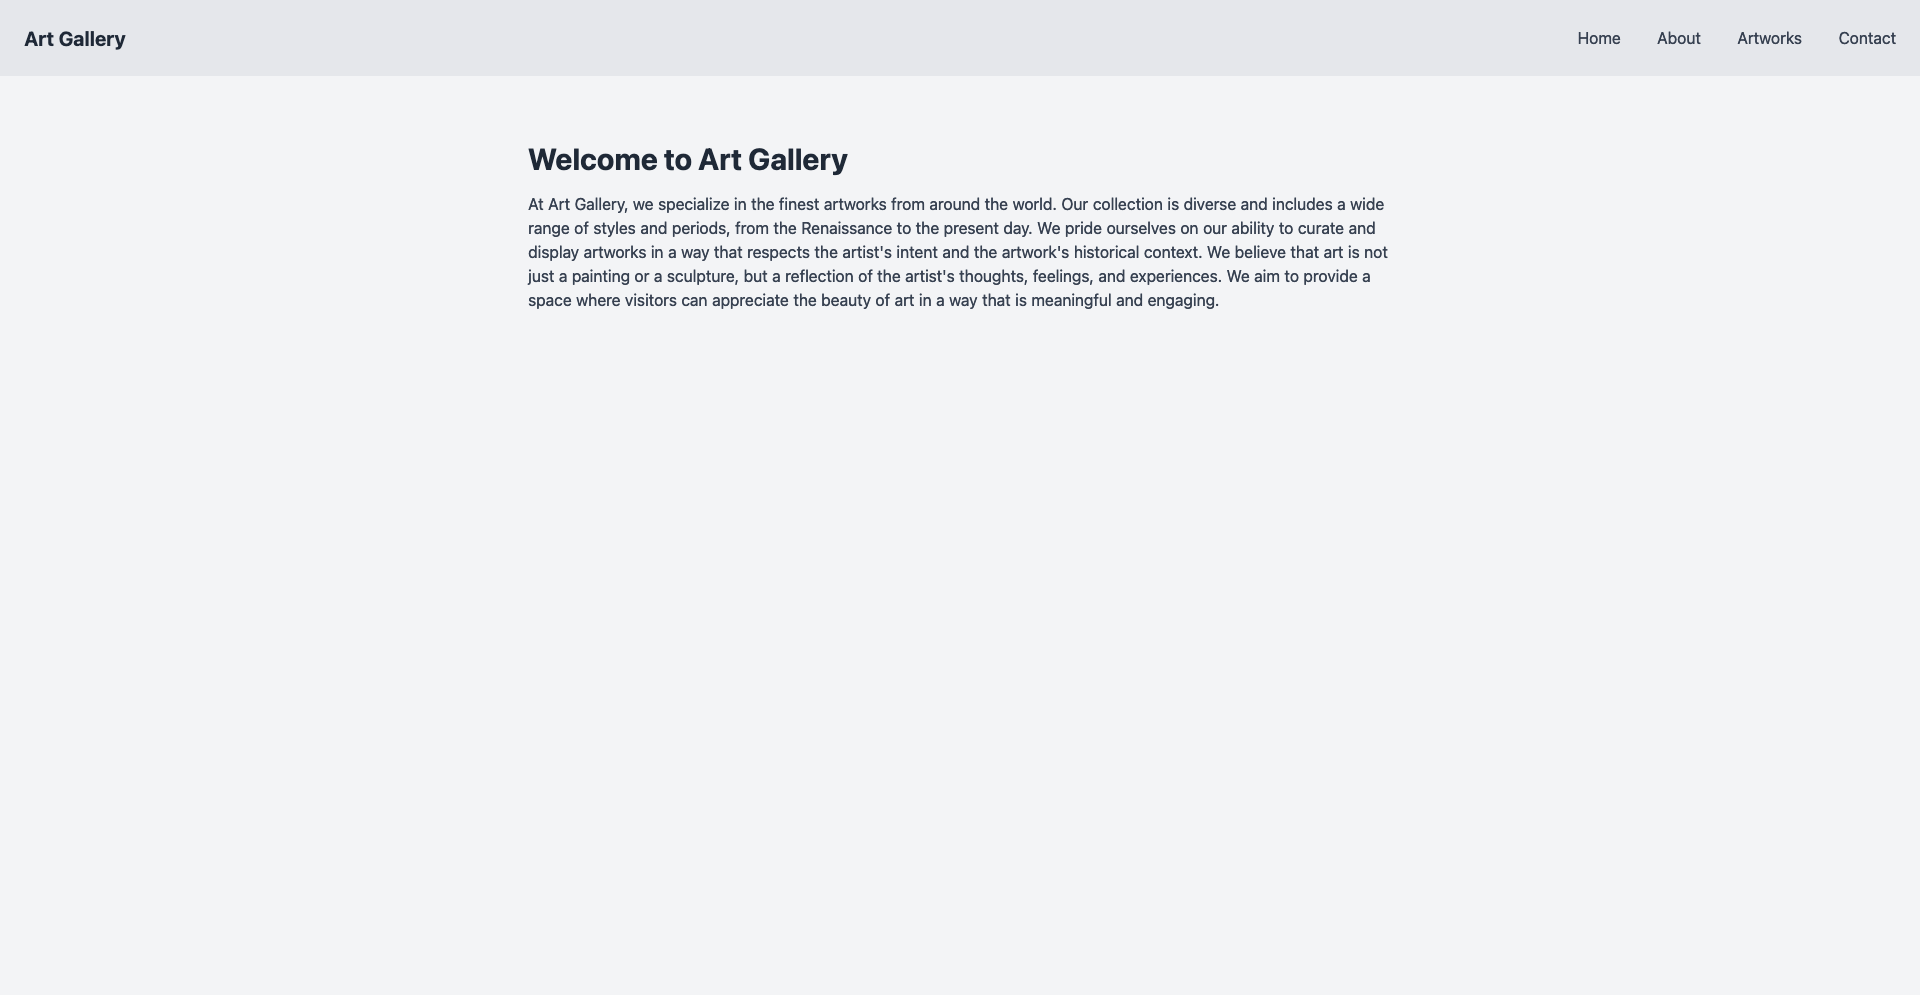 Art Gallery
Home About Artworks Contact
Welcome to Art Gallery
At Art Gallery, we specialize in the finest artworks from around the world. Our collection is diverse and includes a wide
range of styles and periods, from the Renaissance to the present day. We pride ourselves on our ability to curate and
display artworks in a way that respects the artist's intent and the artwork's historical context. We believe that art is not
just a painting or a sculpture, but a reflection of the artist's thoughts, feelings, and experiences. We aim to provide a
space where visitors can appreciate the beauty of art in a way that is meaningful and engaging.